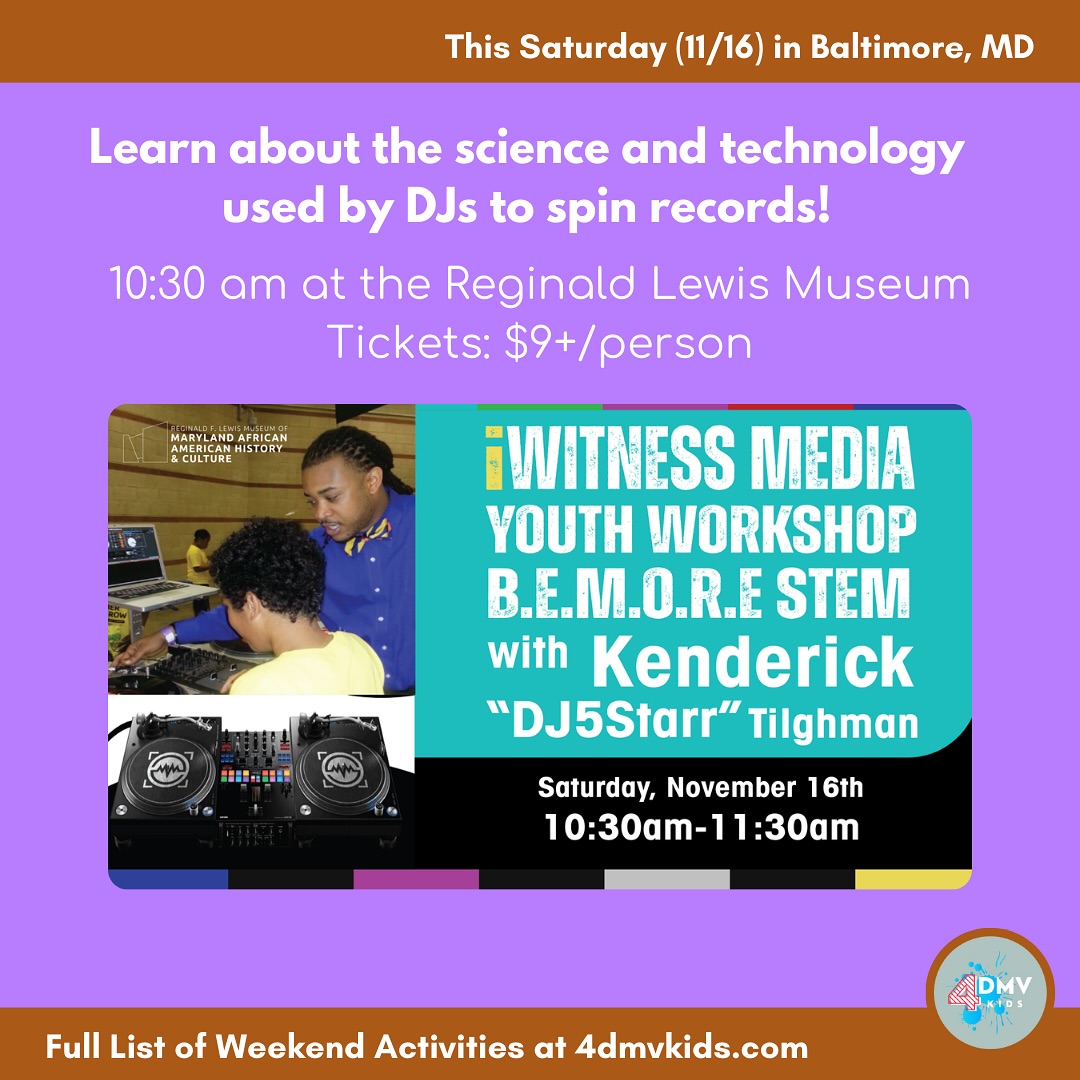 This Saturday (11/16) in Baltimore, MD
Learn about the science and technology
used by DJs to spin records!
10:30 am at the Reginald Lewis Museum
Tickets: $9+/person
REGINALD F. LEWIS MUSEUM OF
MARYLAND AFRICAN
AMERICAN HISTORY
& CULTURE
iWITNESS MEDIA
YOUTH WORKSHOP
B.E.M.O.R.E STEM
with Kenderick
"DJ5Starr" Tilghman
Saturday, November 16th
10:30am-11:30am
4DMV
KIDS
Full List of Weekend Activities at 4dmvkids.com